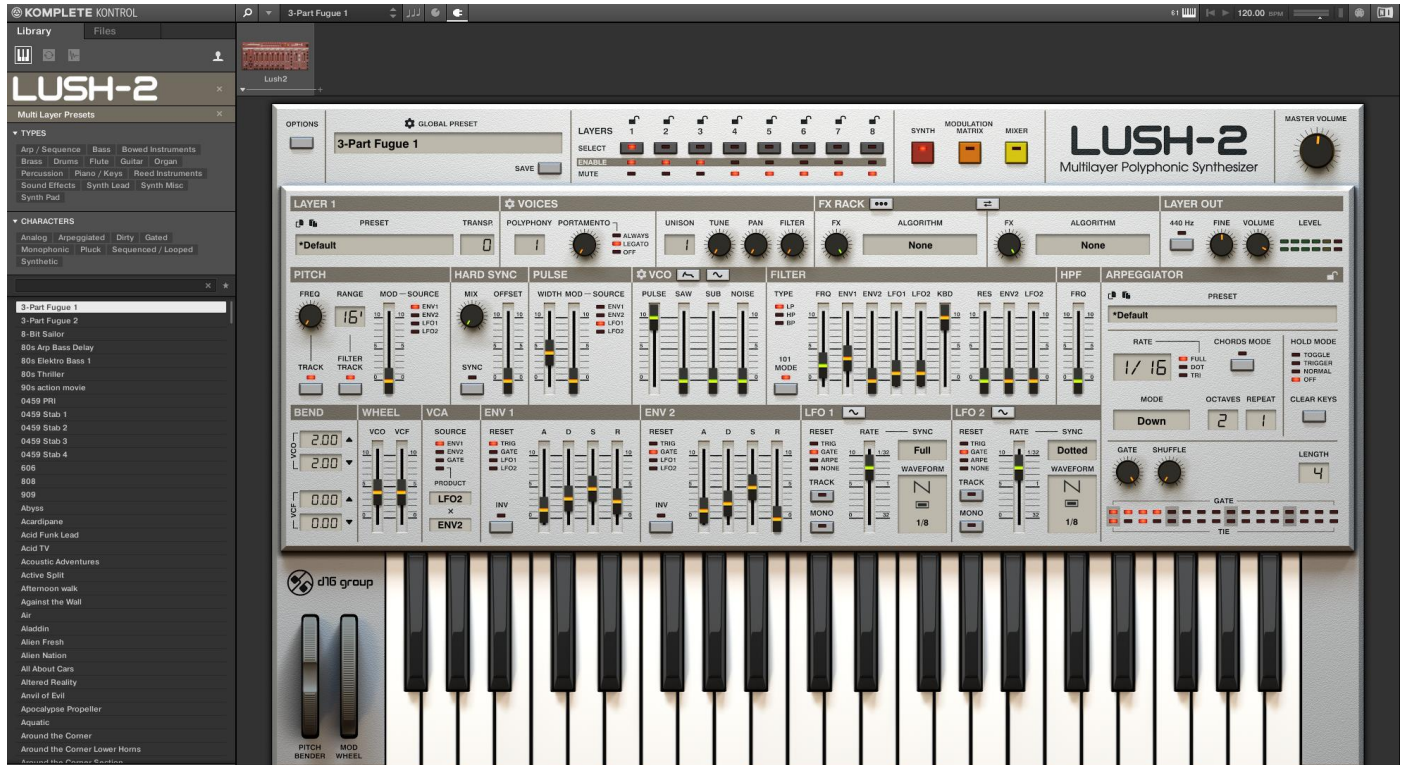 KOMPLETE KONTROL
3-Part Fugue 1
61
120.00 BPM
Library
Files
LUSH-2
Multi Layer Presets
TYPES
Arp / Sequence Bass Bowed Instruments
Brass Drums Flute Guitar Organ
Percussion Piano / Keys Reed Instruments
Sound Effects Synth Lead Synth Misc
Synth Pad
CHARACTERS
Analog Arpeggiated Dirty Gated
Monophonic Pluck Sequenced / Looped
Synthetic
3-Part Fugue 1
3-Part Fugue 2
8-Bit Sailor
80s Arp Bass Delay
80s Elektro Bass 1
80s Thriller
90s action movie
0459 PRI
0459 Stab 1
0459 Stab 2
0459 Stab 3
0459 Stab 4
606
808
909
Abyss
Acardipane
Acid Funk Lead
Acid TV
Acoustic Adventures
Active Split
Afternoon walk
Against the Wall
Air
Aladdin
Alien Fresh
Alien Nation
All About Cars
Altered Reality
Anvil of Evil
Apocalypse Propeller
Aquatic
Around the Corner
Around the Corner Lower Horns
Around the Corner Section
Lush2
OPTIONS
GLOBAL PRESET
3-Part Fugue 1
SAVE
LAYERS 1 2 3 4 5 6 7 8
SELECT
ENABLE
MUTE
SYNTH
MODULATION MATRIX
MIXER
LUSH-2
Multilayer Polyphonic Synthesizer
MASTER VOLUME
LAYER 1
VOICES
FX RACK
LAYER OUT
PRESET
TRANSP.
*Default
0
POLYPHONY
PORTAMENTO
1
ALWAYS
LEGATO
OFF
UNISON TUNE PAN FILTER
1
FX
ALGORITHM
None
FX
ALGORITHM
None
440 Hz
FINE
VOLUME
LEVEL
PITCH
HARD SYNC
PULSE
VCO
FILTER
HPF
ARPEGGIATOR
FREQ RANGE MOD SOURCE
16'
ENV1
ENV2
LFO1
LFO2
TRACK
FILTER TRACK
MIX OFFSET
SYNC
WIDTH MOD SOURCE
ENV1
ENV2
LFO1
LFO2
PULSE SAW SUB NOISE
TYPE
LP
HP
BP
101 MODE
FRQ ENV1 ENV2 LFO1 LFO2 KBD
RES ENV2 LFO2
FRQ
PRESET
*Default
RATE
1/16
FULL
DOT
TRI
CHORDS MODE
HOLD MODE
TOGGLE
TRIGGER
NORMAL
OFF
MODE
Down
OCTAVES
2
REPEAT
1
CLEAR KEYS
GATE
SHUFFLE
LENGTH
4
GATE
TIE
BEND
WHEEL
VCA
ENV 1
ENV 2
LFO 1
LFO 2
VCO
2.00
2.00
VCF
0.00
0.00
VCO VCF
SOURCE
ENV1
ENV2
GATE
PRODUCT
LFO2
×
ENV2
RESET
TRIG
GATE
LFO1
LFO2
INV
A D S R
RESET
TRIG
GATE
LFO1
LFO2
INV
A D S R
RESET
TRIG
GATE
ARPE
NONE
TRACK
MONO
RATE SYNC
Full
WAVEFORM
1/8
RESET
TRIG
GATE
ARPE
NONE
TRACK
MONO
RATE SYNC
Dotted
WAVEFORM
1/8
d16 group
PITCH BENDER
MOD WHEEL